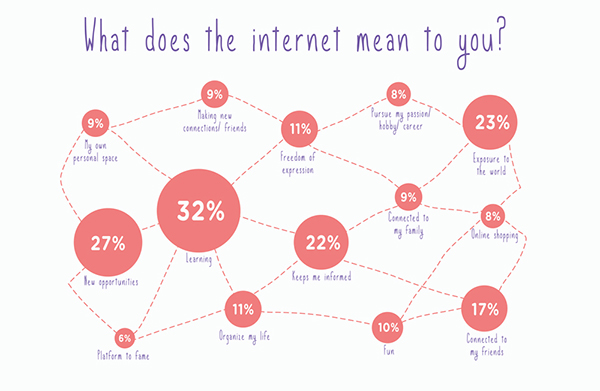 What does the internet mean to you?
9%
My own
personal space
9%
Making new
connections/ friends
11%
Freedom of
expression
8%
Pursue my passion/
hobby/ career
23%
Exposure to
the world
27%
New opportunities
32%
Learning
22%
Keeps me informed
9%
Connected to
my family
8%
Online shopping
6%
Platform to fame
11%
Organize my life
10%
Fun
17%
Connected to
my friends